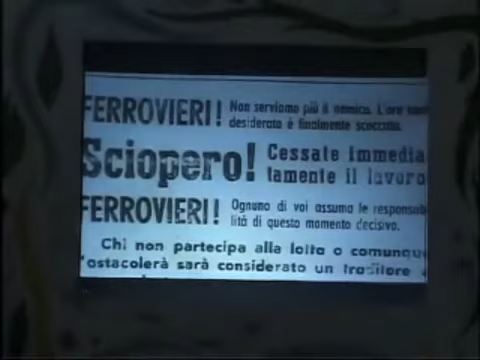 FERROVIERI! Non serviamo più il nemico. L'ora
desiderata è finalmente scoccata.
Sciopero! Cessate immedia
tamente il lavoro
FERROVIERI! Ognuno di voi assuma le responsab
lità di questo momento decisivo.
Chi non partecipa alla lotta o comunque
l'ostacolerà sarà considerato un traditore